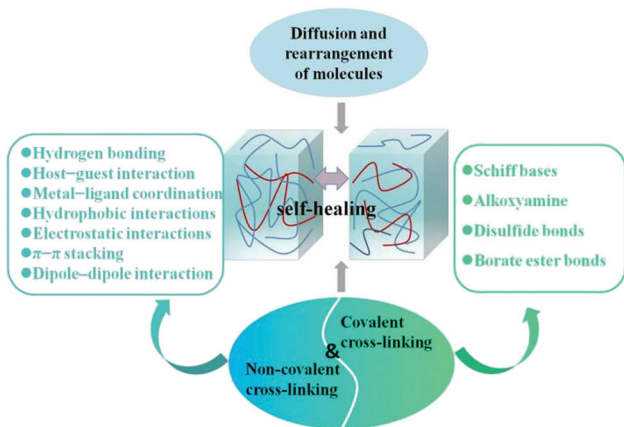 Diffusion and
rearrangement
of molecules
●Hydrogen bonding
●Host–guest interaction
●Metal–ligand coordination
●Hydrophobic interactions
●Electrostatic interactions
●π–π stacking
●Dipole–dipole interaction
self-healing
●Schiff bases
●Alkoxyamine
●Disulfide bonds
●Borate ester bonds
Covalent
cross-linking
&
Non-covalent
cross-linking